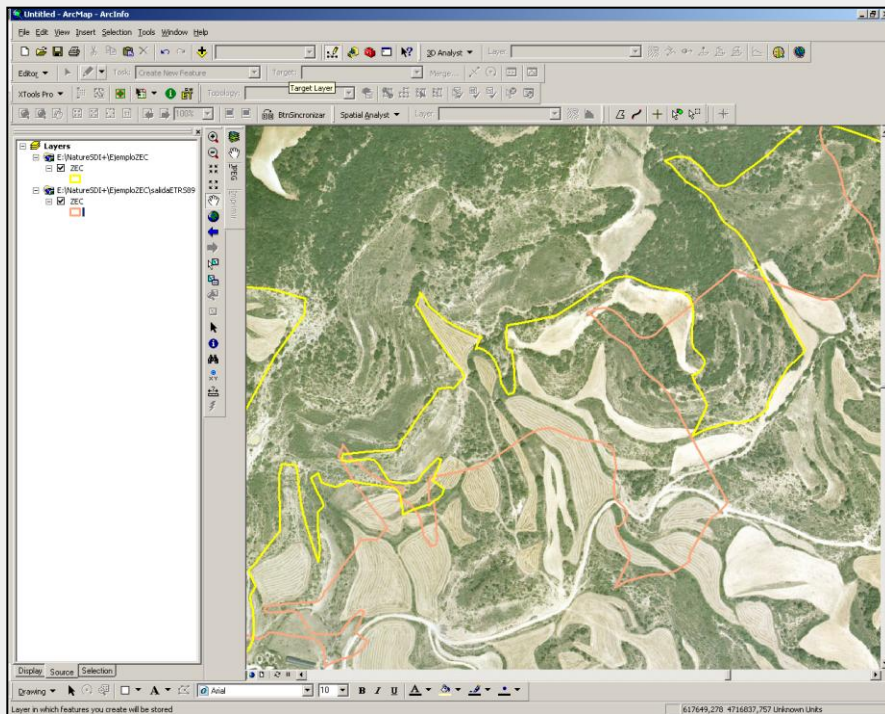 Untitled - ArcMap - ArcInfo
File Edit View Insert Selection Tools Window Help
3D Analyst Layer:
Editor Task: Create New Feature Target: Merge...
Target Layer
XTools Pro Topology:
100% BtnSincronizar Spatial Analyst Layer:
Layers
E:\NatureSDI+\EjemploZEC
ZEC
E:\NatureSDI+\EjemploZEC\salidaETRS89
ZEC
JPEG
Imprimir
Display Source Selection
Drawing A Arial 10 B I U A
Layer in which features you create will be stored
617649,278 4716837,757 Unknown Units